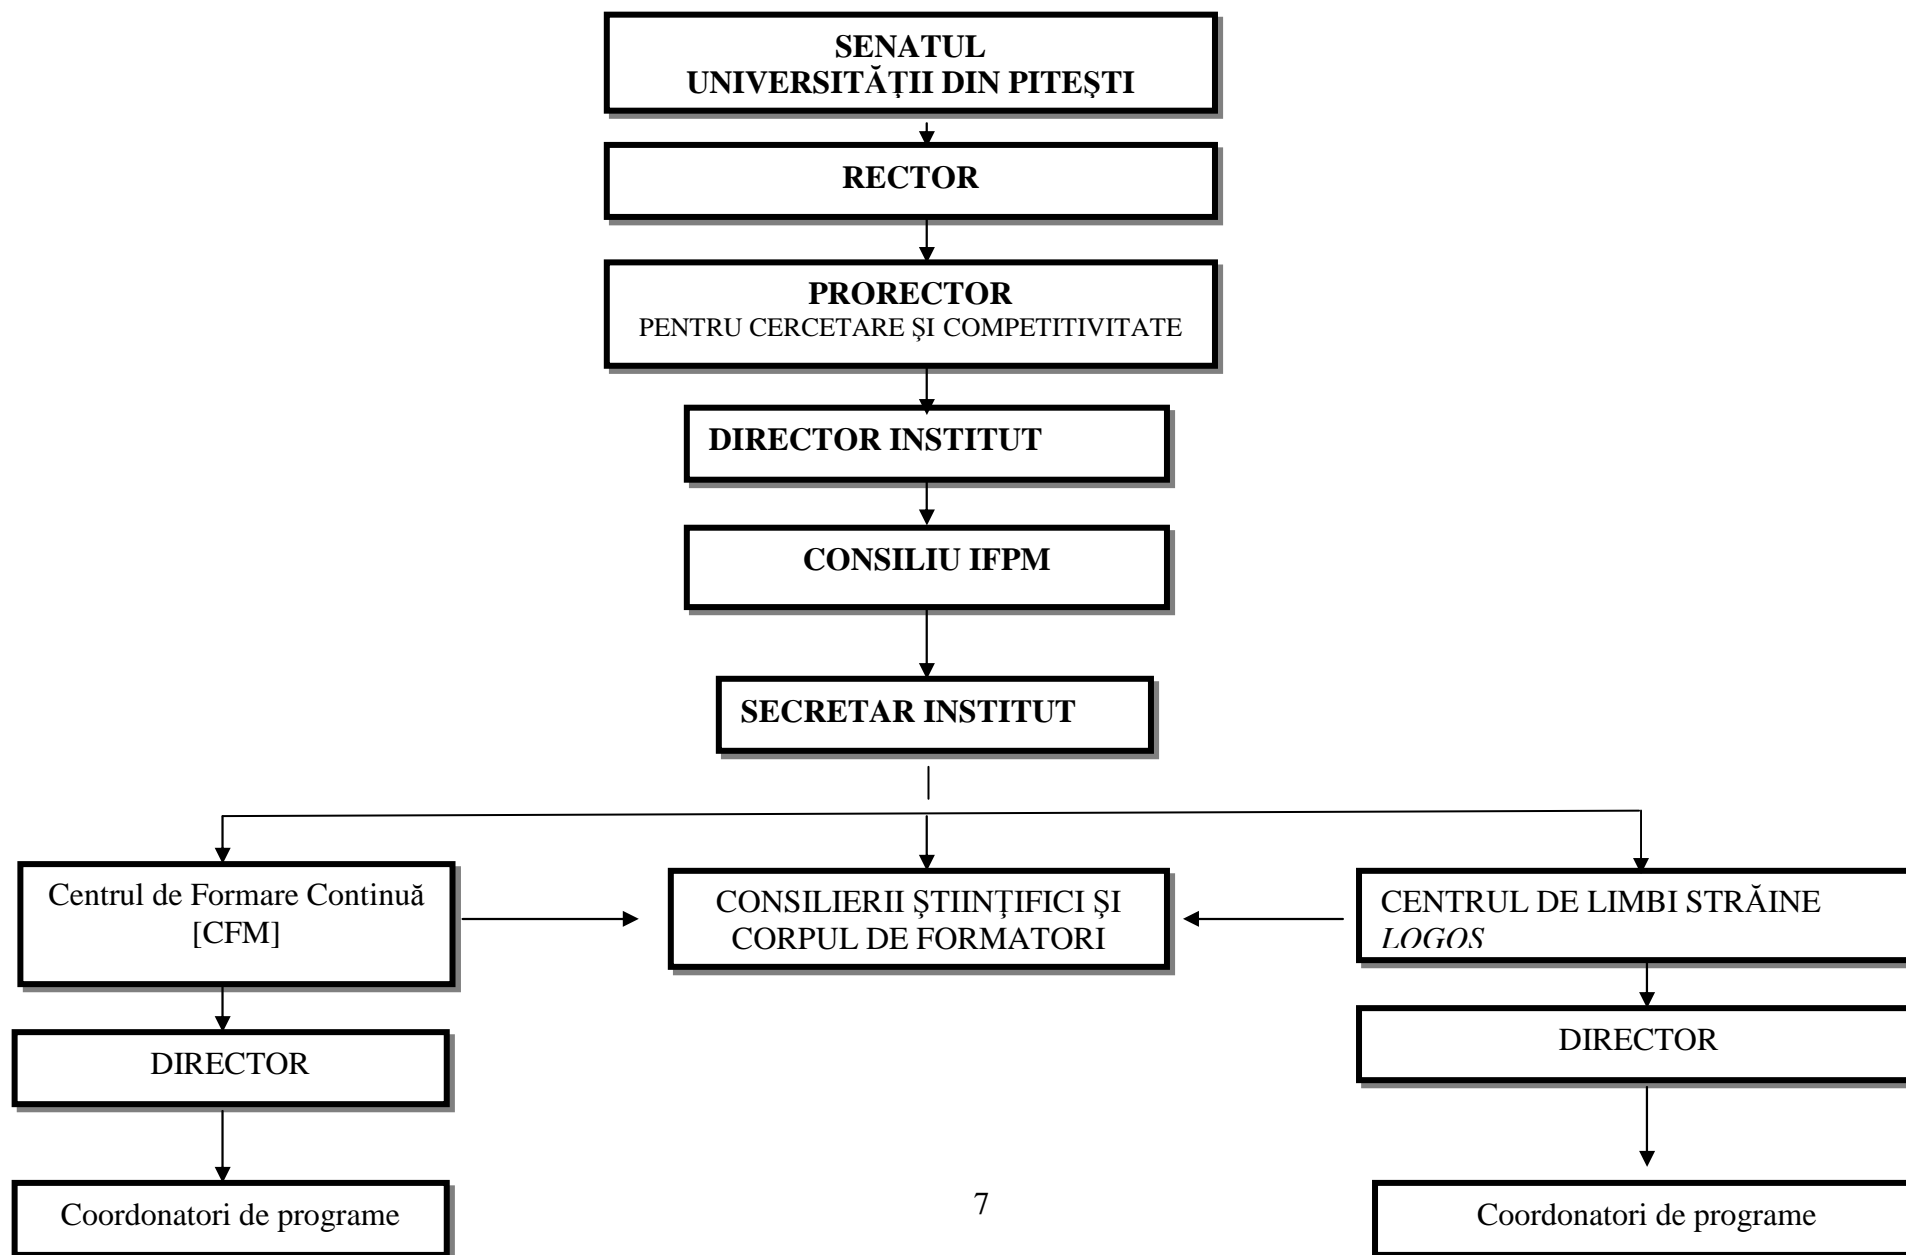 SENATUL
UNIVERSITĂŢII DIN PITEŞTI
RECTOR
PRORECTOR
PENTRU CERCETARE ŞI COMPETITIVITATE
DIRECTOR INSTITUT
CONSILIU IFPM
SECRETAR INSTITUT
Centrul de Formare Continuă
[CFM]
CONSILIERII ŞTIINŢIFICI ŞI
CORPUL DE FORMATORI
CENTRUL DE LIMBI STRĂINE
LOGOS
DIRECTOR
DIRECTOR
Coordonatori de programe
7
Coordonatori de programe